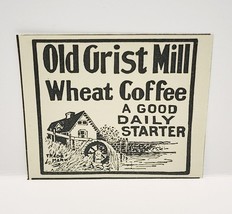 Old Grist Mill
Wheat Coffee
A GOOD
DAILY
STARTER
TRADE
MARK